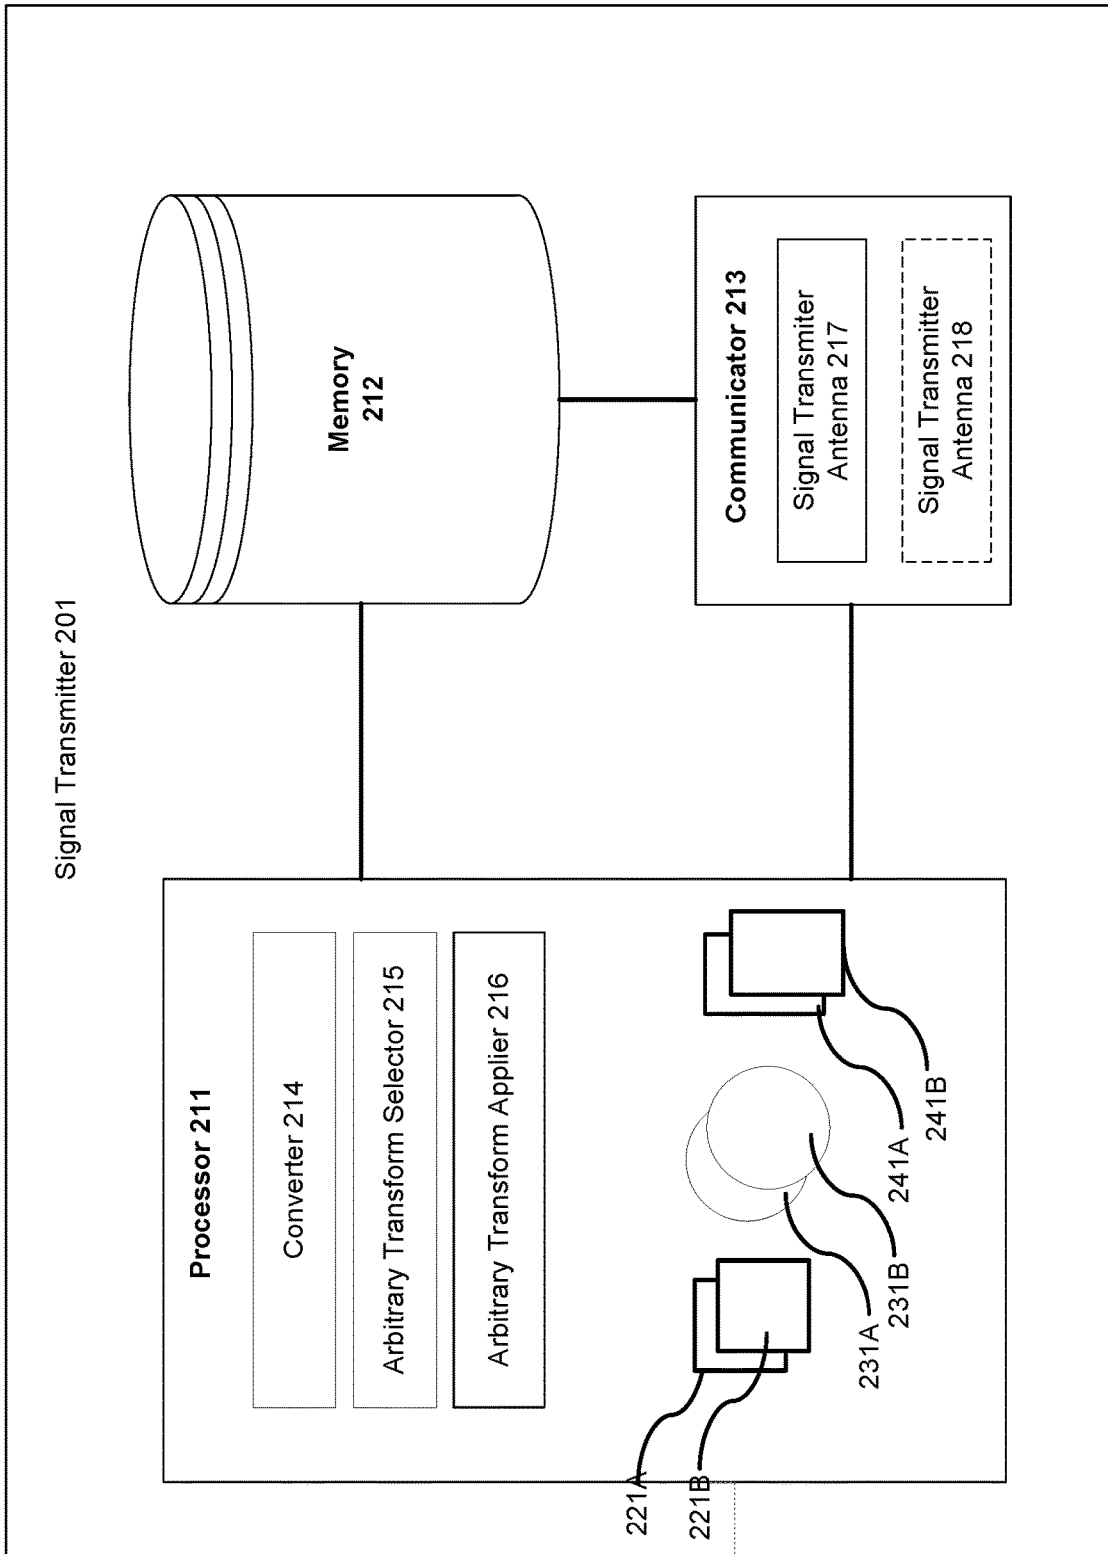 Signal Transmitter 201
Processor 211
Converter 214
Arbitrary Transform Selector 215
Arbitrary Transform Applier 216
221A
221B
231A
231B
241A
241B
Memory
212
Communicator 213
Signal Transmiter
Antenna 217
Signal Transmitter
Antenna 218